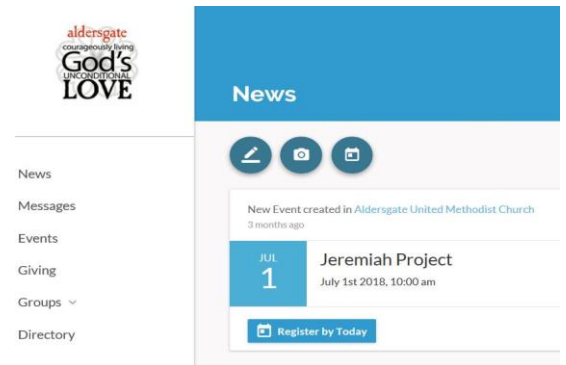 aldersgate
courageously living
God's
UNCONDITIONAL
LOVE
News
Messages
Events
Giving
Groups
Directory
News
New Event created in Aldersgate United Methodist Church
3 months ago
JUL
1
Jeremiah Project
July 1st 2018, 10:00 am
Register by Today